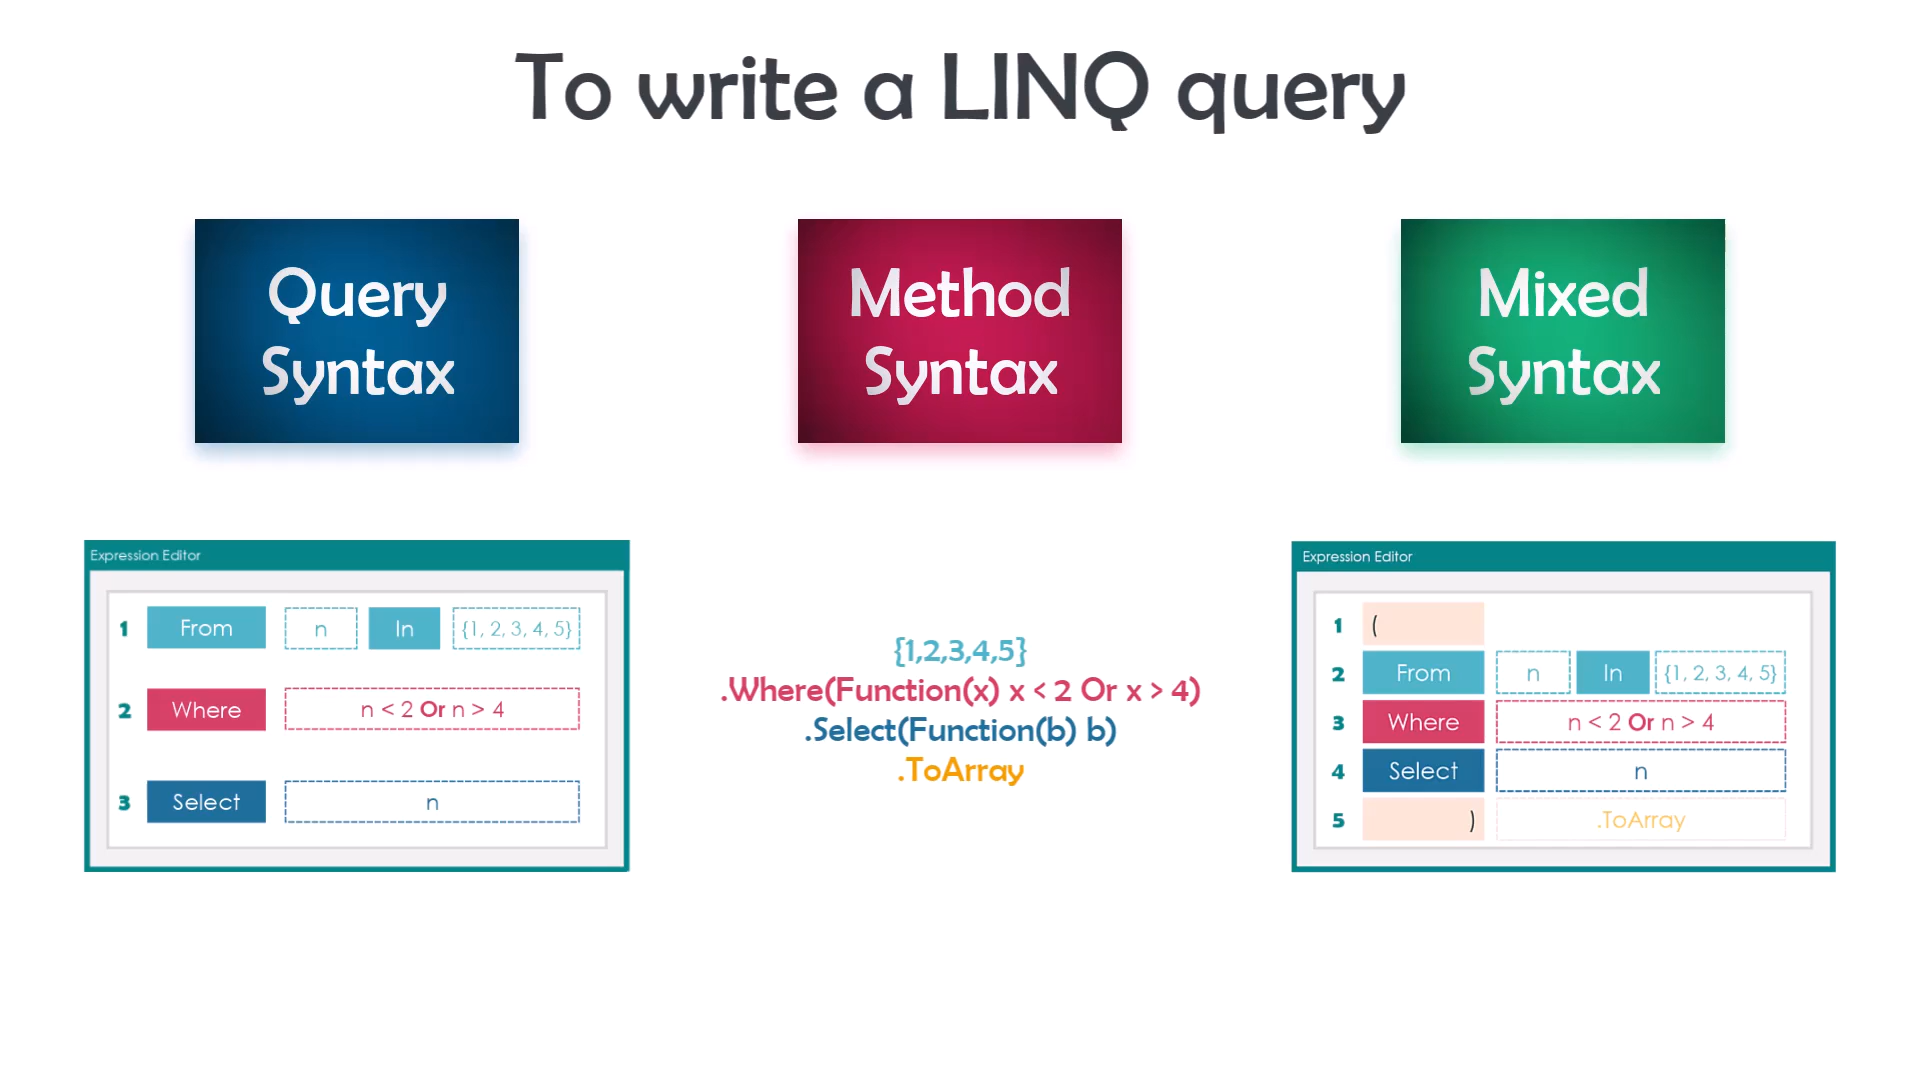 To write a LINQ query
Query
Syntax
Method
Syntax
Mixed
Syntax
Expression Editor
1 From n In {1, 2, 3, 4, 5}
2 Where n < 2 Or n > 4
3 Select n
{1,2,3,4,5}
.Where(Function(x) x < 2 Or x > 4)
.Select(Function(b) b)
.ToArray
Expression Editor
1 (
2 From n In {1, 2, 3, 4, 5}
3 Where n < 2 Or n > 4
4 Select n
5 ) .ToArray